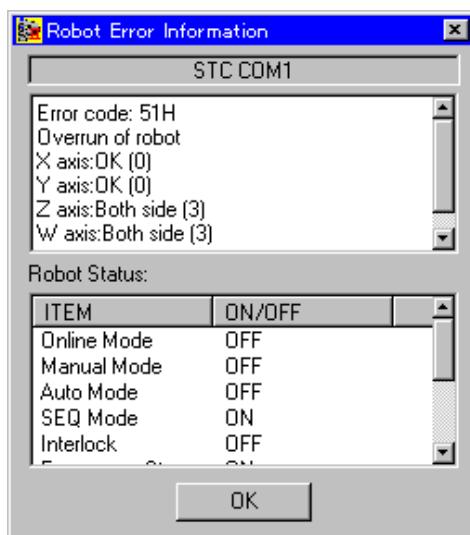 Robot Error Information
STC COM1
Error code: 51H
Overrun of robot
X axis:OK (0)
Y axis:OK (0)
Z axis:Both side (3)
W axis:Both side (3)
Robot Status:
ITEM ON/OFF
Online Mode OFF
Manual Mode OFF
Auto Mode OFF
SEQ Mode ON
Interlock OFF
OK